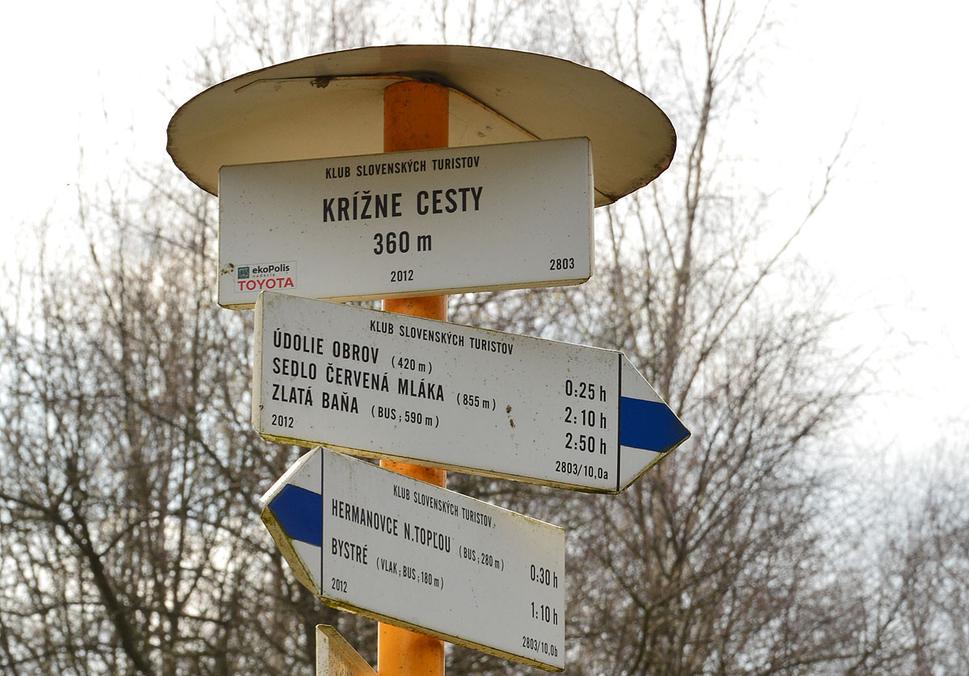 KLUB SLOVENSKÝCH TURISTOV
KRÍŽNE CESTY
360 m
2012
2803
ekoPolis
nadácia
TOYOTA
KLUB SLOVENSKÝCH TURISTOV
ÚDOLIE OBROV (420 m) 0:25 h
SEDLO ČERVENÁ MLÁKA (855 m) 2:10 h
ZLATÁ BAŇA (BUS; 590 m) 2:50 h
2012 2803/10,0a
KLUB SLOVENSKÝCH TURISTOV
HERMANOVCE N.TOPĽOU (BUS; 280 m) 0:30 h
BYSTRÉ (VLAK; BUS; 180 m) 1:10 h
2012 2803/10,0b